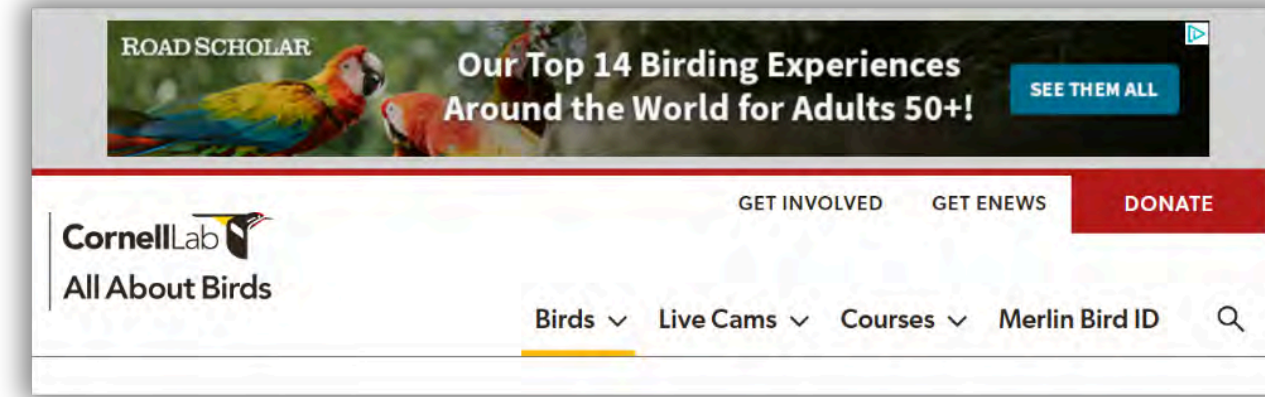 ROAD SCHOLAR
Our Top 14 Birding Experiences
Around the World for Adults 50+!
SEE THEM ALL
GET INVOLVED GET ENEWS DONATE
CornellLab
All About Birds
Birds Live Cams Courses Merlin Bird ID